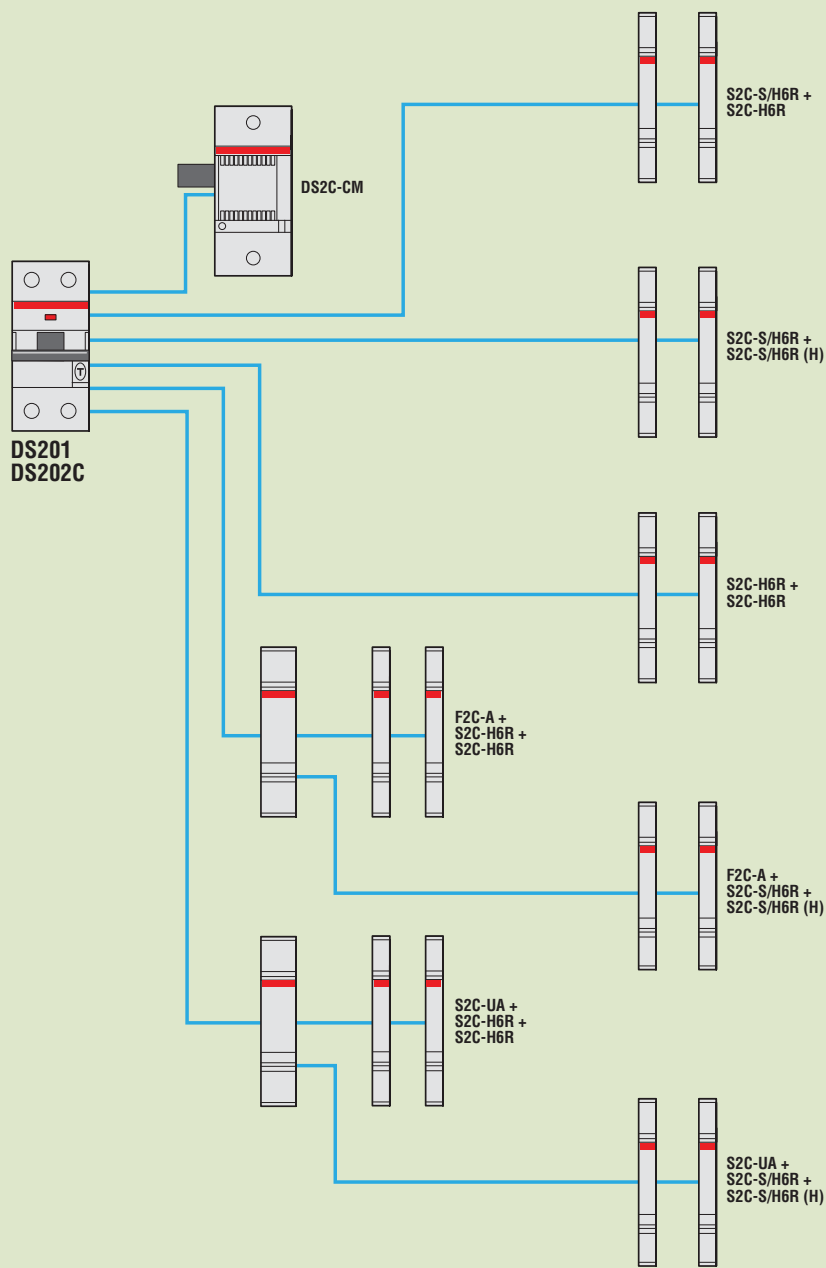 S2C-S/H6R +
S2C-H6R
DS2C-CM
T
DS201
DS202C
S2C-S/H6R +
S2C-S/H6R (H)
S2C-H6R +
S2C-H6R
F2C-A +
S2C-H6R +
S2C-H6R
F2C-A +
S2C-S/H6R +
S2C-S/H6R (H)
S2C-UA +
S2C-H6R +
S2C-H6R
S2C-UA +
S2C-S/H6R +
S2C-S/H6R (H)